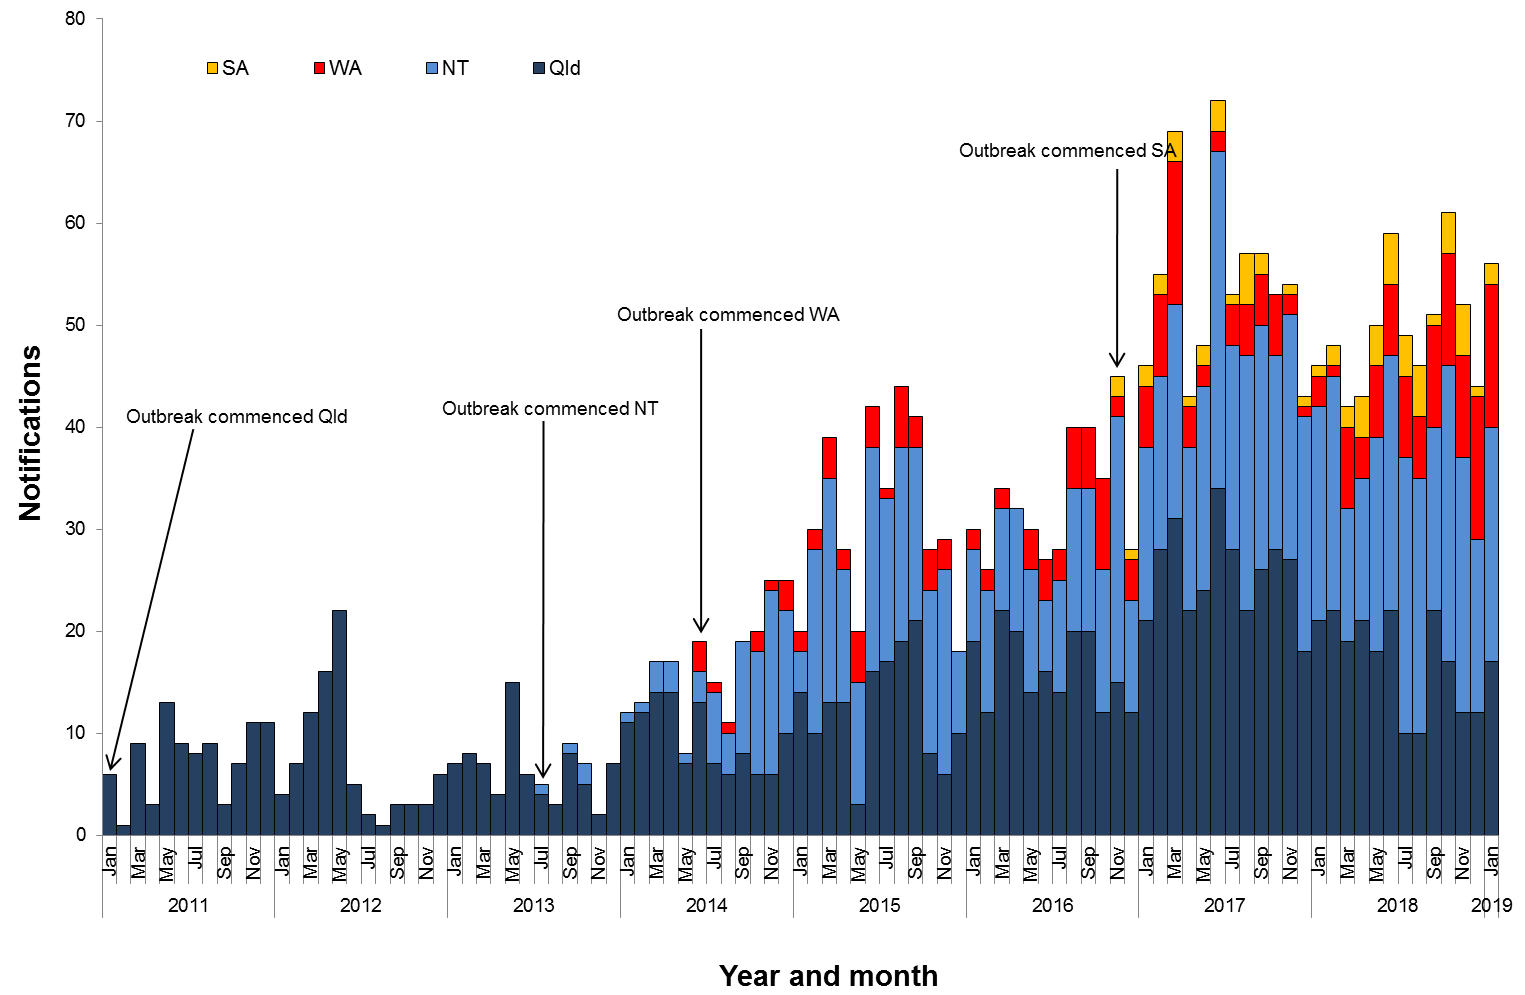 80
70
60
50
40
30
20
10
0
Notifications
SA WA NT Qld
Outbreak commenced Qld
Outbreak commenced NT
Outbreak commenced WA
Outbreak commenced SA
Jan Mar May Jul Sep Nov Jan Mar May Jul Sep Nov Jan Mar May Jul Sep Nov Jan Mar May Jul Sep Nov Jan Mar May Jul Sep Nov Jan Mar May Jul Sep Nov Jan Mar May Jul Sep Nov Jan Mar May Jul Sep Nov Jan
2011 2012 2013 2014 2015 2016 2017 2018 2019
Year and month